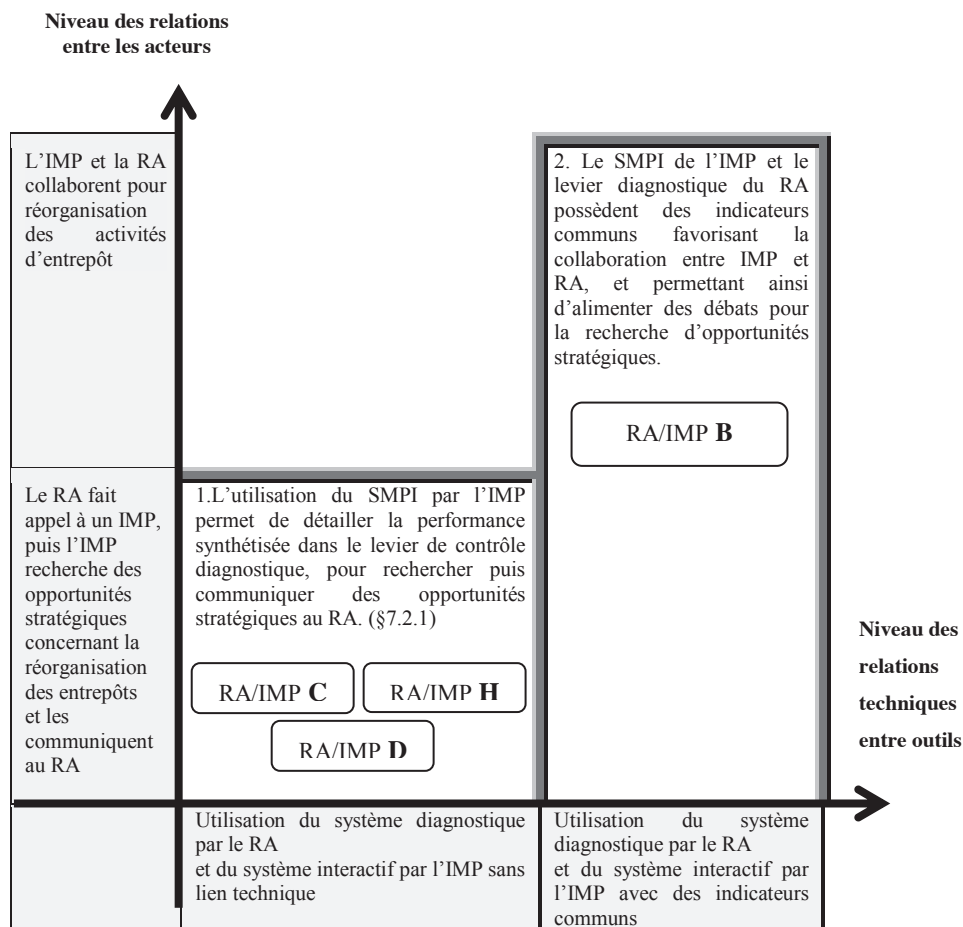 Niveau des relations
entre les acteurs
L'IMP et la RA
collaborent pour
réorganisation
des activités
d'entrepôt
2. Le SMPI de l'IMP et le
levier diagnostique du RA
possèdent des indicateurs
communs favorisant la
collaboration entre IMP et
RA, et permettant ainsi
d'alimenter des débats pour
la recherche d'opportunités
stratégiques.
RA/IMP B
Le RA fait
appel à un IMP,
puis l'IMP
recherche des
opportunités
stratégiques
concernant la
réorganisation
des entrepôts
et les
communiquent
au RA
1.L'utilisation du SMPI par l'IMP
permet de détailler la performance
synthétisée dans le levier de contrôle
diagnostique, pour rechercher puis
communiquer des opportunités
stratégiques au RA. (§7.2.1)
RA/IMP C
RA/IMP H
RA/IMP D
Niveau des
relations
techniques
entre outils
Utilisation du système diagnostique
par le RA
et du système interactif par l'IMP sans
lien technique
Utilisation du système
diagnostique par le RA
et du système interactif par
l'IMP avec des indicateurs
communs